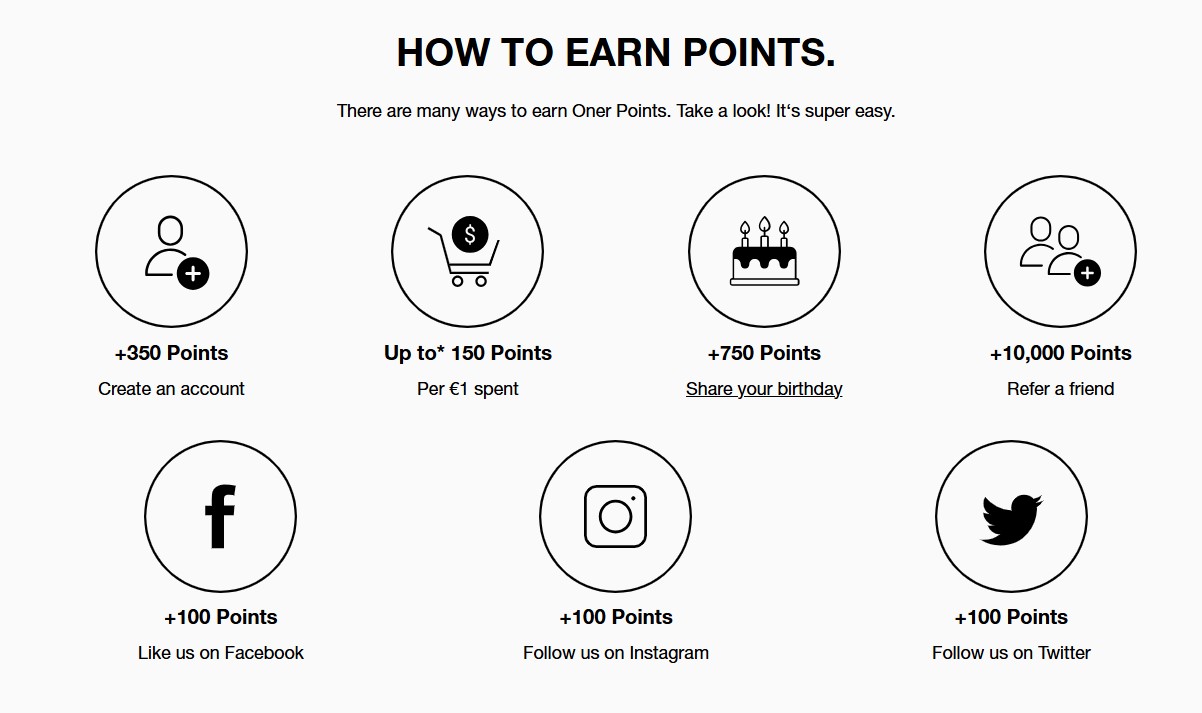 HOW TO EARN POINTS.
There are many ways to earn Oner Points. Take a look! It‘s super easy.
$
+350 Points
Up to* 150 Points
+750 Points
+10,000 Points
Create an account
Per €1 spent
Share your birthday
Refer a friend
+100 Points
+100 Points
+100 Points
Like us on Facebook
Follow us on Instagram
Follow us on Twitter